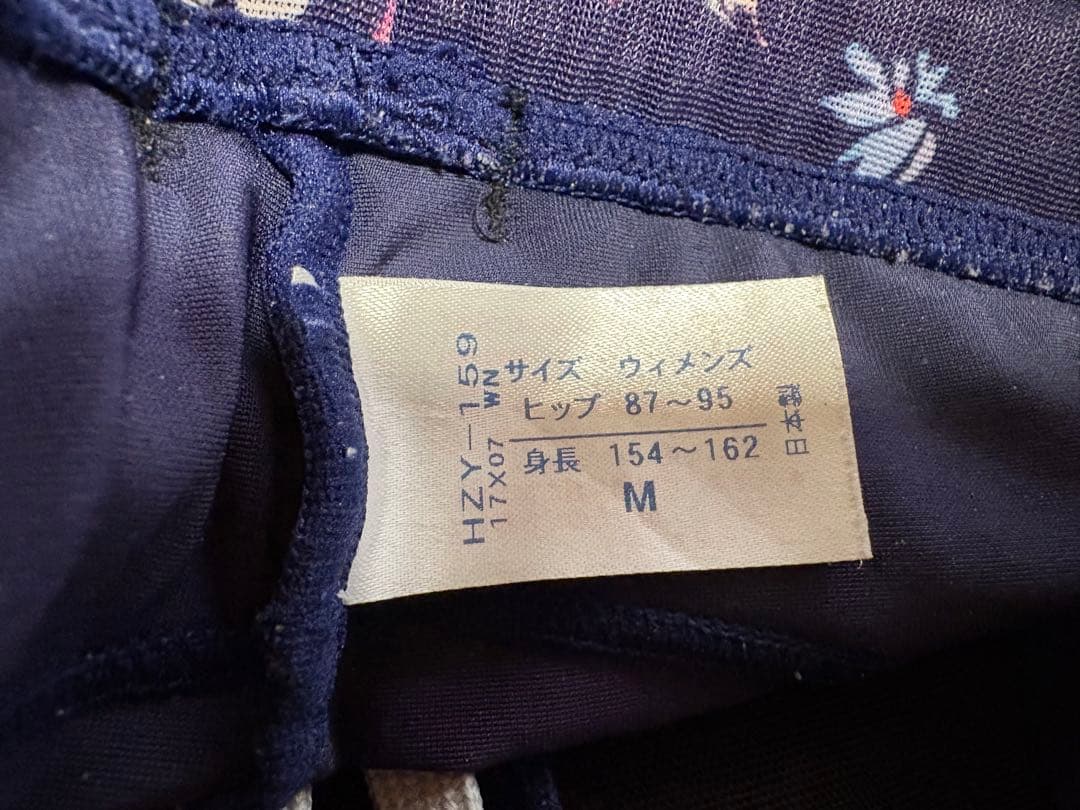 サイズ ウィメンズ
ヒップ 87～95
身長 154～162
M
HZY-159
17X07 WN
日本製